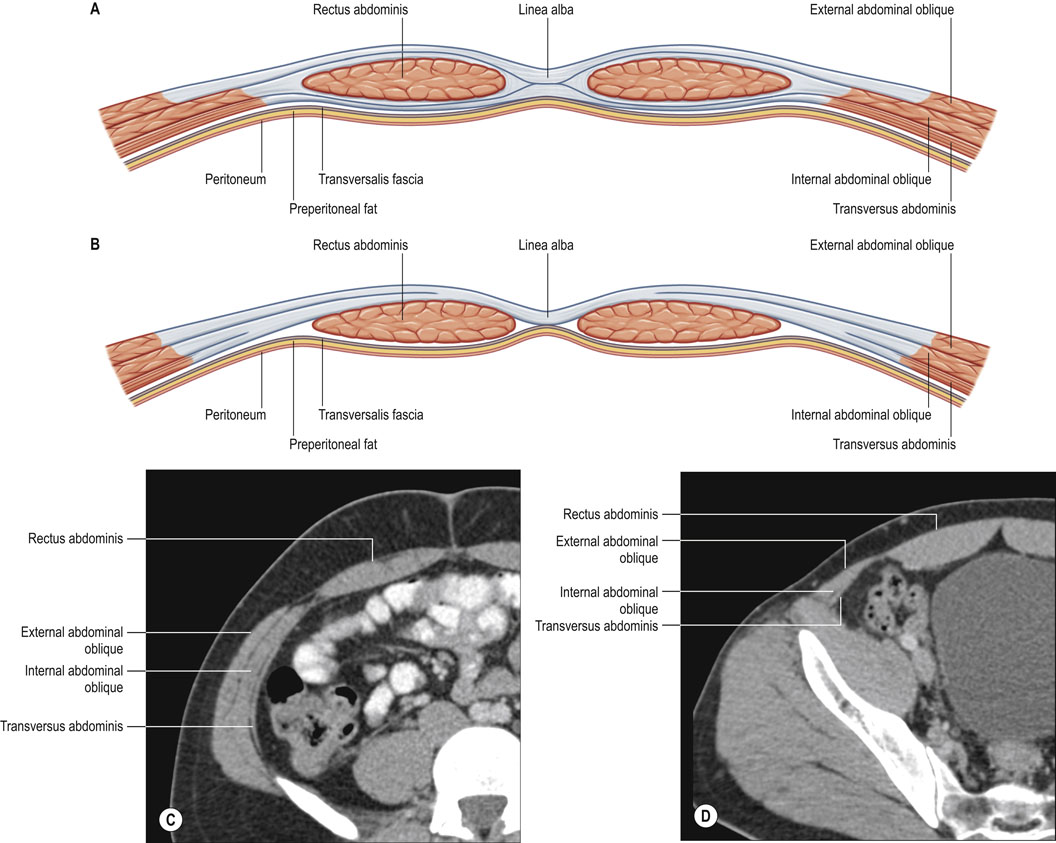 A
Rectus abdominis
Linea alba
External abdominal oblique
Peritoneum
Transversalis fascia
Internal abdominal oblique
Preperitoneal fat
Transversus abdominis
B
Rectus abdominis
Linea alba
External abdominal oblique
Peritoneum
Transversalis fascia
Internal abdominal oblique
Preperitoneal fat
Transversus abdominis
Rectus abdominis
External abdominal
oblique
Internal abdominal
oblique
Transversus abdominis
C
Rectus abdominis
External abdominal
oblique
Internal abdominal
oblique
Transversus abdominis
D